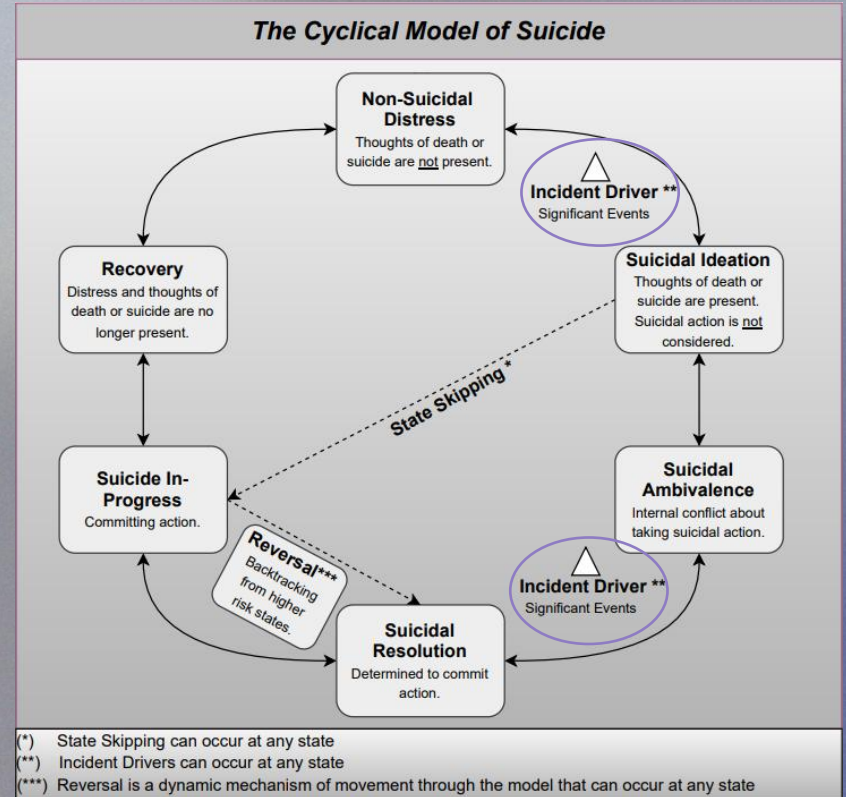 The Cyclical Model of Suicide
Non-Suicidal
Distress
Thoughts of death or
suicide are not present.
Incident Driver **
Significant Events
Recovery
Distress and thoughts of
death or suicide are no
longer present.
Suicidal Ideation
Thoughts of death or
suicide are present.
Suicidal action is not
considered.
State Skipping *
Suicide In-
Progress
Committing action.
Suicidal
Ambivalence
Internal conflict about
taking suicidal action.
Reversal***
Backtracking
from higher
risk states.
Incident Driver **
Significant Events
Suicidal
Resolution
Determined to commit
action.
(*) State Skipping can occur at any state
(**) Incident Drivers can occur at any state
(***) Reversal is a dynamic mechanism of movement through the model that can occur at any state